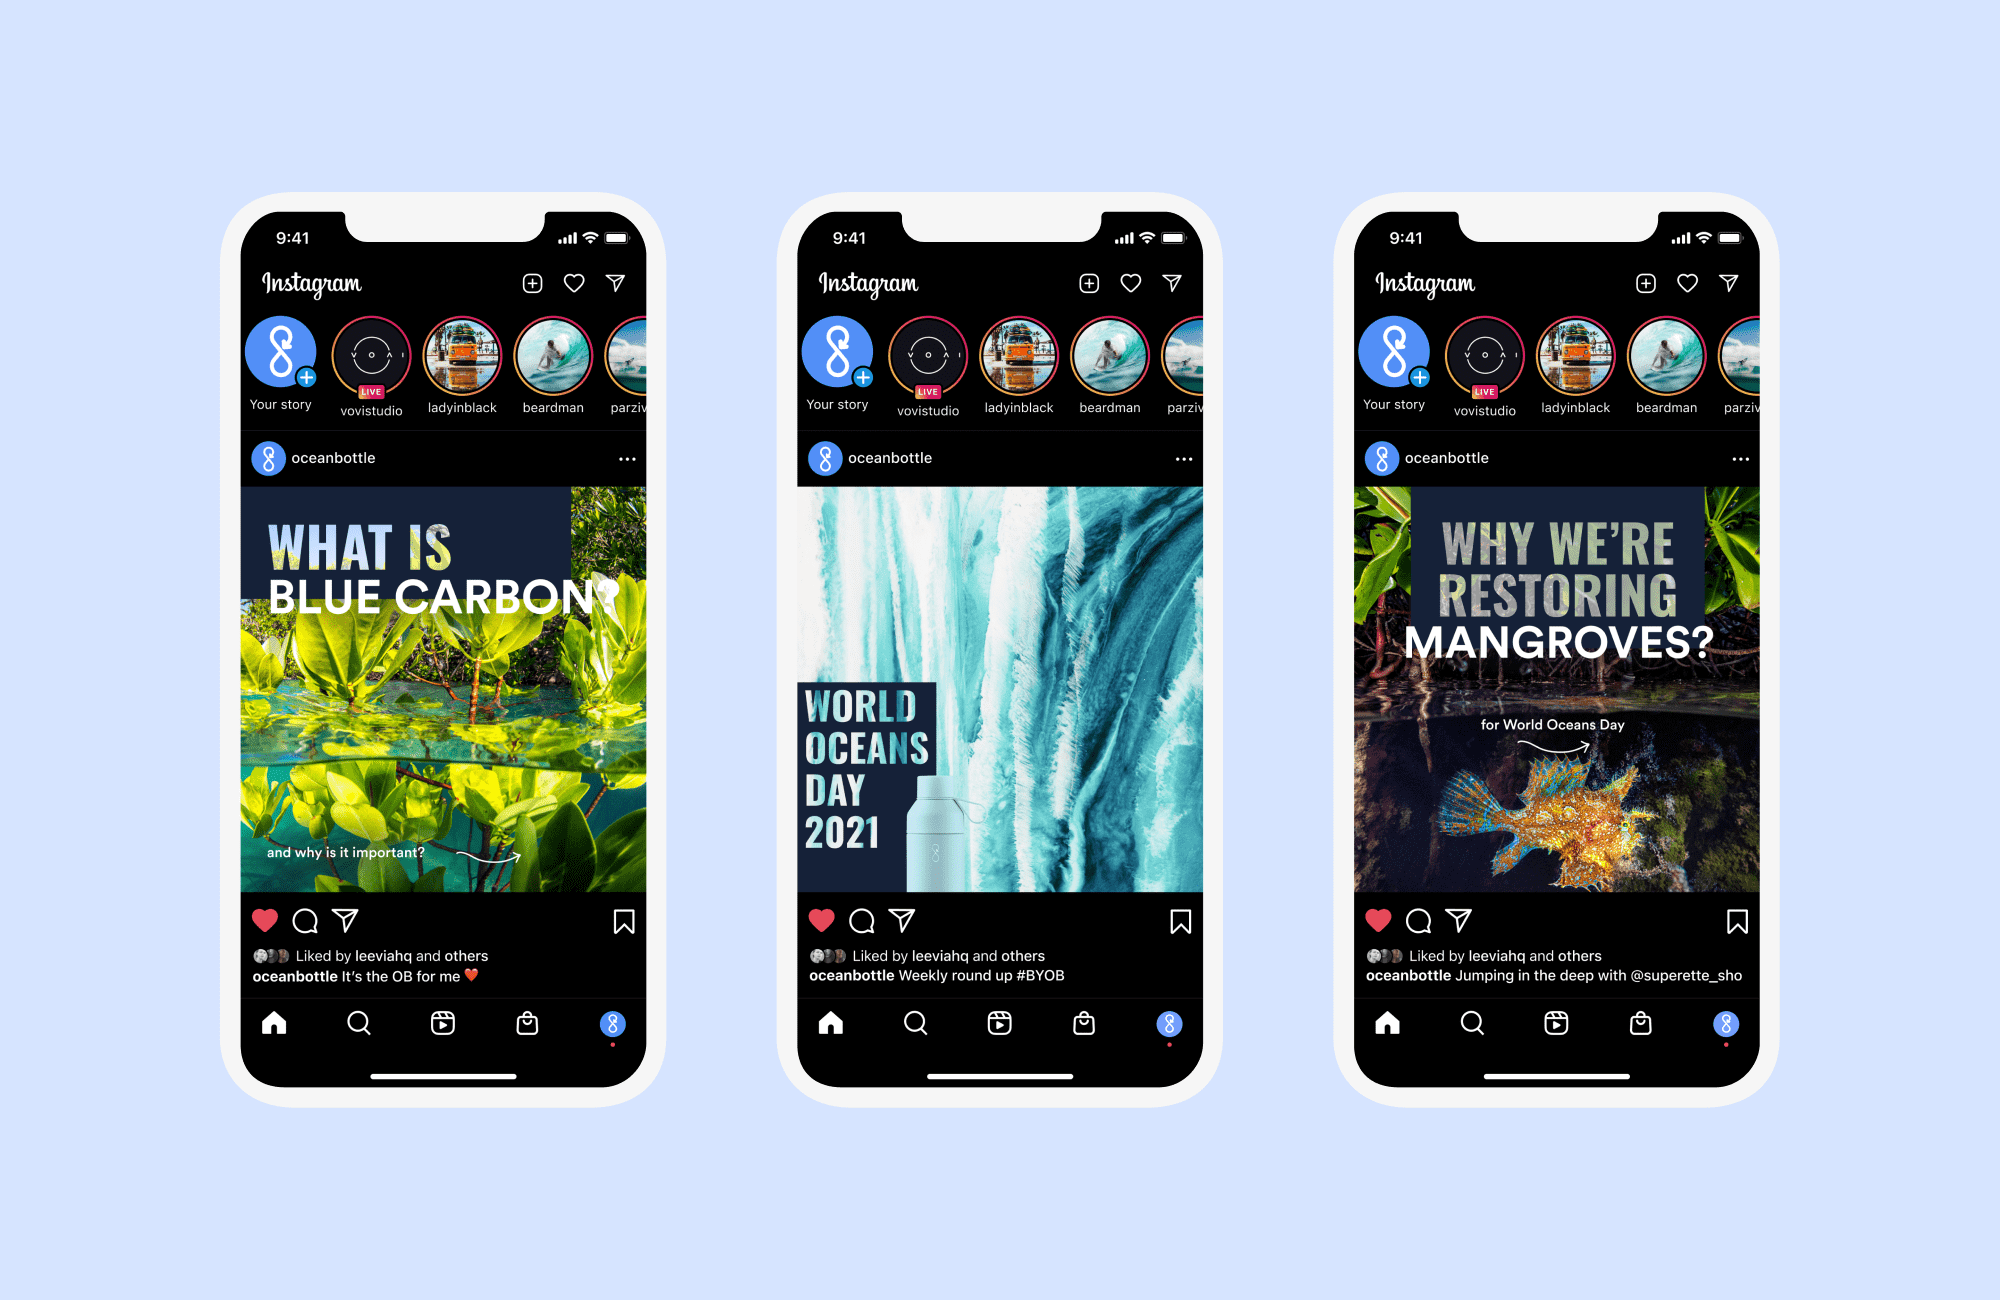 9:41
Instagram
Your story
LIVE
vovistudio
ladyinblack
beardman
parziv
oceanbottle
WHAT IS
BLUE CARBON?
and why is it important?
Liked by leeviahq and others
oceanbottle It's the OB for me ❤️
9:41
Instagram
Your story
LIVE
vovistudio
ladyinblack
beardman
parziv
oceanbottle
WORLD
OCEANS
DAY
2021
Liked by leeviahq and others
oceanbottle Weekly round up #BYOB
9:41
Instagram
Your story
LIVE
vovistudio
ladyinblack
beardman
parziv
oceanbottle
WHY WE'RE
RESTORING
MANGROVES?
for World Oceans Day
Liked by leeviahq and others
oceanbottle Jumping in the deep with @superette_sho